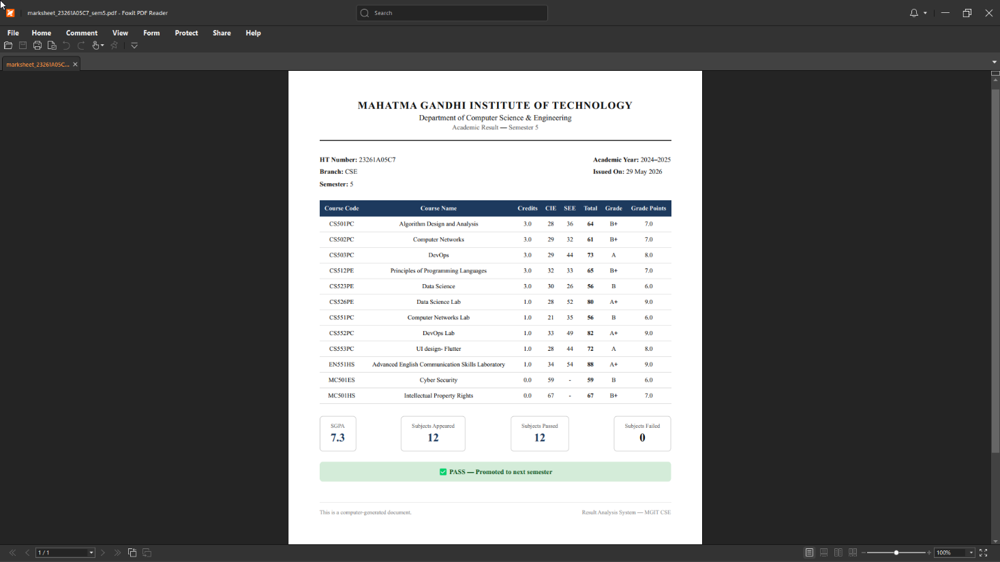 marksheet_23261A05C7_sem5.pdf - Foxit PDF Reader
Search
File Home Comment View Form Protect Share Help
marksheet_23261A05C...
MAHATMA GANDHI INSTITUTE OF TECHNOLOGY
Department of Computer Science & Engineering
Academic Result — Semester 5
HT Number: 23261A05C7 Academic Year: 2024–2025
Branch: CSE Issued On: 29 May 2026
Semester: 5
Course Code Course Name Credits CIE SEE Total Grade Grade Points
CS501PC Algorithm Design and Analysis 3.0 28 36 64 B+ 7.0
CS502PC Computer Networks 3.0 29 32 61 B+ 7.0
CS503PC DevOps 3.0 29 44 73 A 8.0
CS512PE Principles of Programming Languages 3.0 32 33 65 B+ 7.0
CS523PE Data Science 3.0 30 26 56 B 6.0
CS526PE Data Science Lab 1.0 28 52 80 A+ 9.0
CS551PC Computer Networks Lab 1.0 21 35 56 B 6.0
CS552PC DevOps Lab 1.0 33 49 82 A+ 9.0
CS553PC UI design- Flutter 1.0 28 44 72 A 8.0
EN551HS Advanced English Communication Skills Laboratory 1.0 34 54 88 A+ 9.0
MC501ES Cyber Security 0.0 59 - 59 B 6.0
MC501HS Intellectual Property Rights 0.0 67 - 67 B+ 7.0
SGPA Subjects Appeared Subjects Passed Subjects Failed
7.3 12 12 0
✅ PASS — Promoted to next semester
This is a computer-generated document. Result Analysis System — MGIT CSE
1 / 1 100%